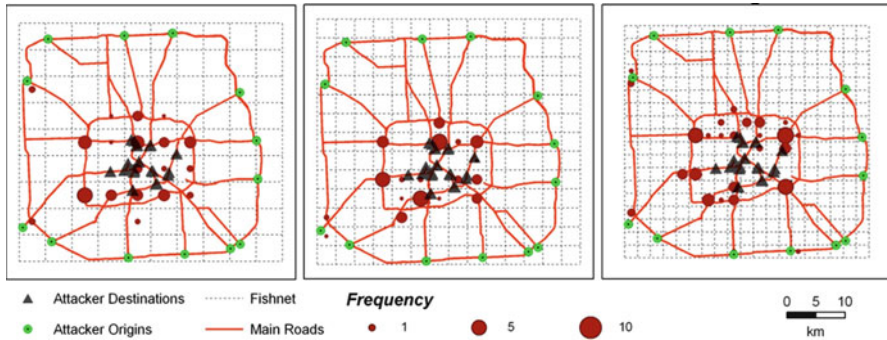 Attacker Destinations
Fishnet
Frequency
Attacker Origins
Main Roads
1
5
10
0 5 10
km